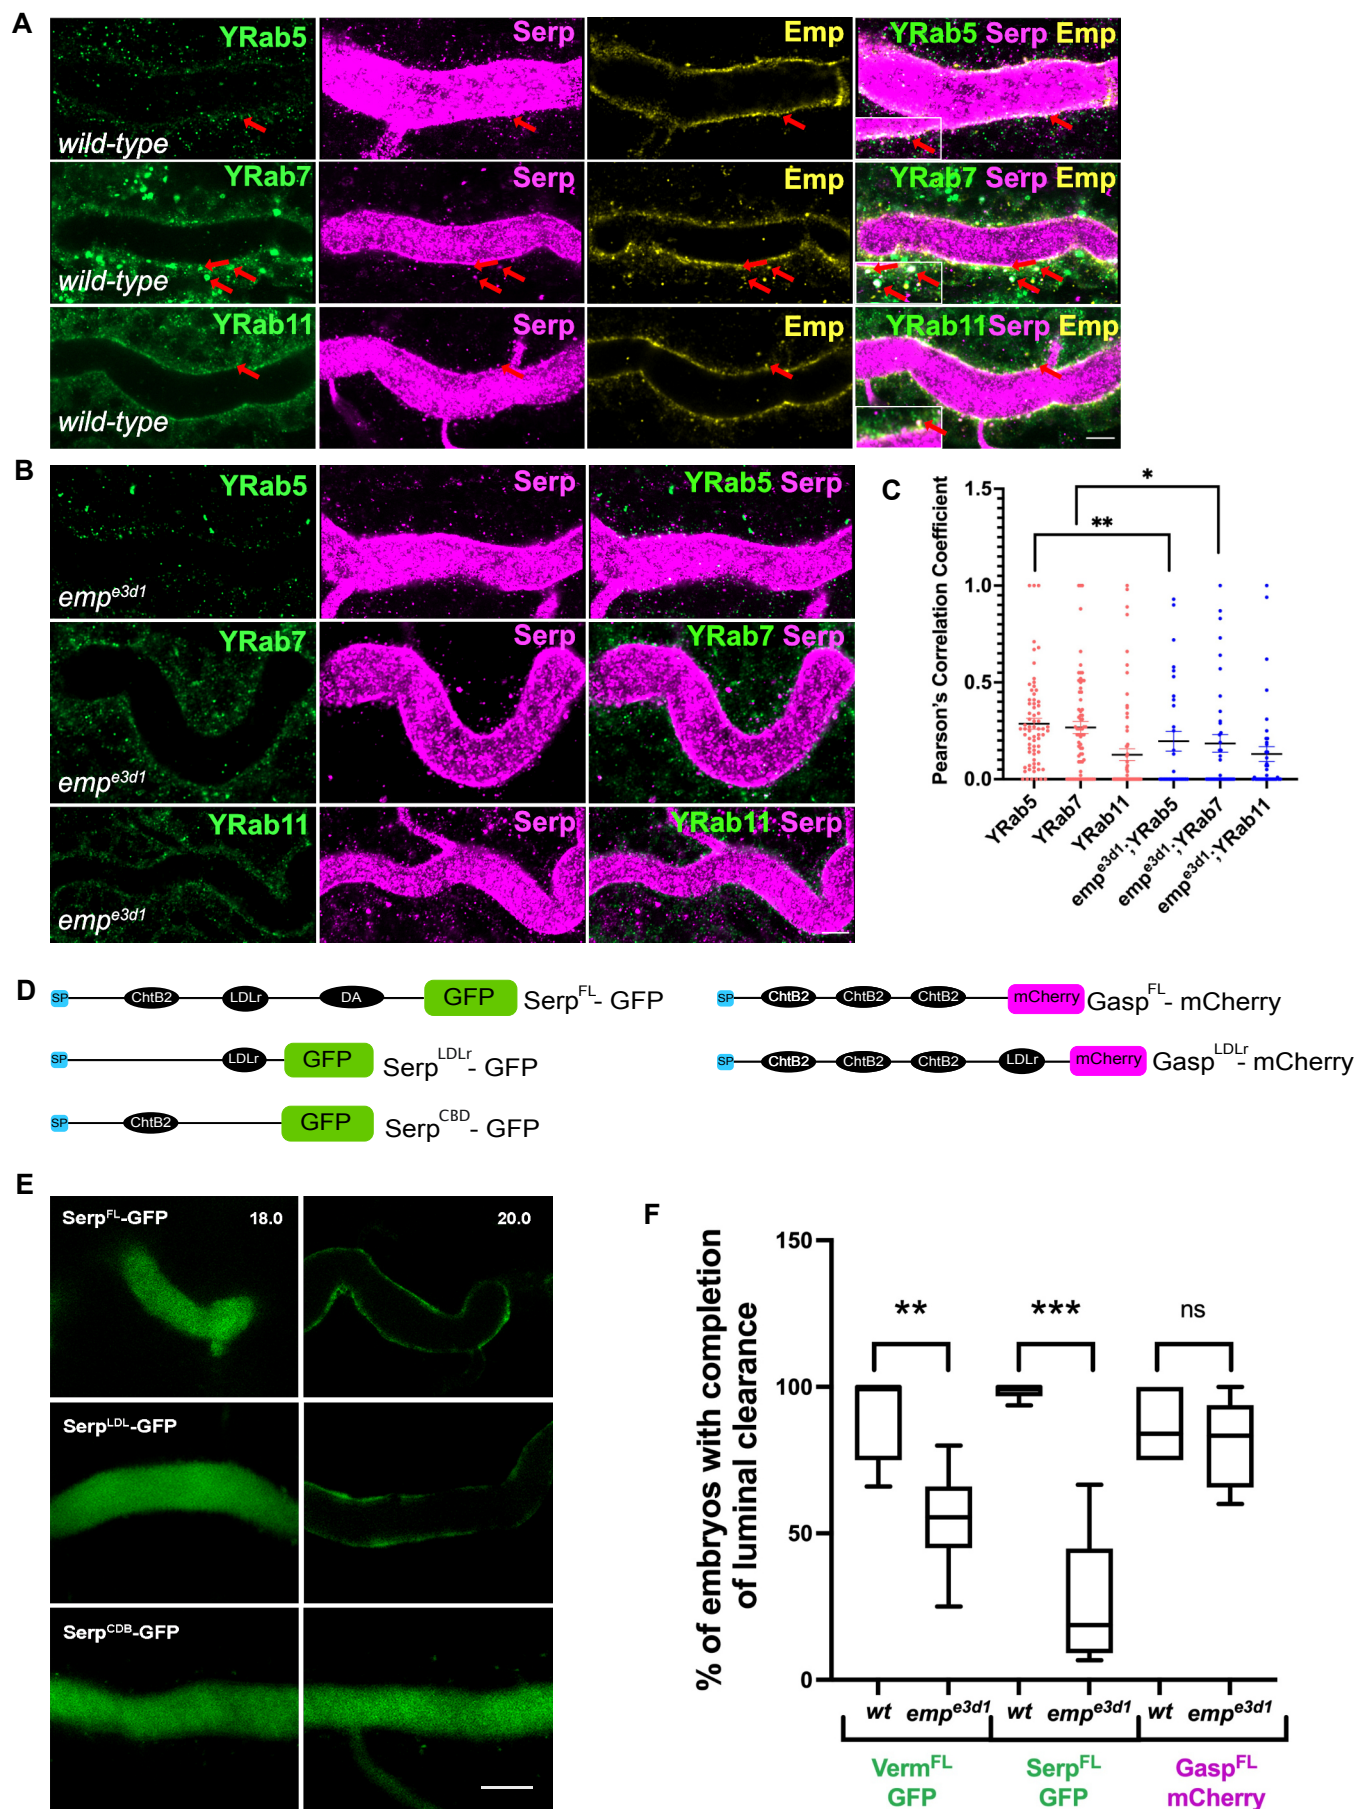 A
YRab5
Serp
Emp
YRab5 Serp Emp
wild-type
YRab7
Serp
Emp
YRab7 Serp Emp
wild-type
YRab11
Serp
Emp
YRab11Serp Emp
wild-type
B
YRab5
Serp
YRab5 Serp
emp^e3d1
YRab7
Serp
YRab7 Serp
emp^e3d1
YRab11
Serp
YRab11 Serp
emp^e3d1
C
Pearson's Correlation Coefficient
1.5
1.0
0.5
0.0
**
*
YRab5
YRab7
YRab11
emp^e3d1;YRab5
emp^e3d1;YRab7
emp^e3d1;YRab11
D
SP ChtB2 LDLr DA GFP Serp^FL- GFP
SP LDLr GFP Serp^LDLr- GFP
SP ChtB2 GFP Serp^CBD- GFP
SP ChtB2 ChtB2 ChtB2 mCherry Gasp^FL- mCherry
SP ChtB2 ChtB2 ChtB2 LDLr mCherry Gasp^LDLr- mCherry
E
Serp^FL-GFP 18.0
20.0
Serp^LDL-GFP
Serp^CDB-GFP
F
% of embryos with completion
of luminal clearance
150
100
50
0
**
***
ns
wt emp^e3d1 wt emp^e3d1 wt emp^e3d1
Verm^FL Serp^FL Gasp^FL
GFP GFP mCherry